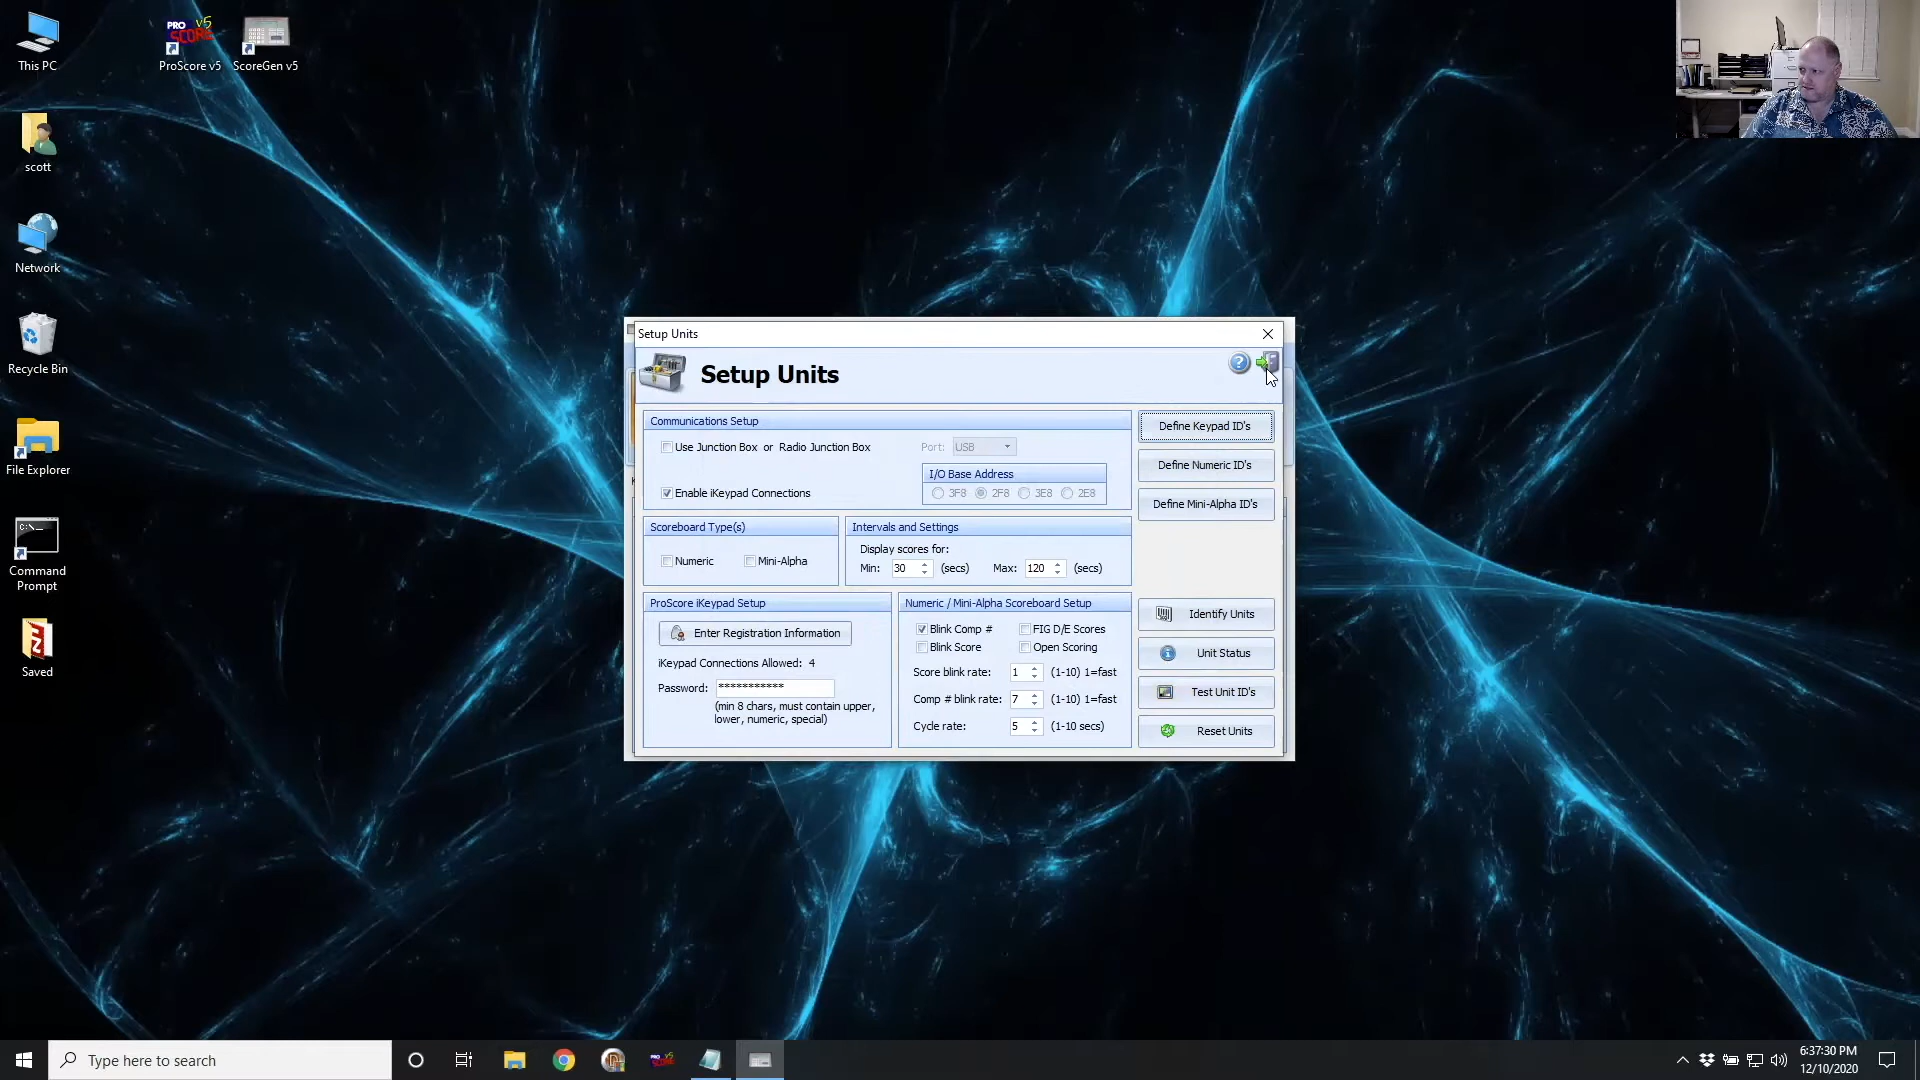 This PC
ProScore v5
ScoreGen v5
scott
Network
Recycle Bin
File Explorer
Command
Prompt
Saved
Setup Units
Setup Units
Communications Setup
Use Junction Box or Radio Junction Box
Port: USB
I/O Base Address
3F8 2F8 3E8 2E8
Enable iKeypad Connections
Scoreboard Type(s)
Numeric Mini-Alpha
Intervals and Settings
Display scores for:
Min: 30 (secs) Max: 120 (secs)
ProScore iKeypad Setup
Enter Registration Information
iKeypad Connections Allowed: 4
Password: ***********
(min 8 chars, must contain upper,
lower, numeric, special)
Numeric / Mini-Alpha Scoreboard Setup
Blink Comp # FIG D/E Scores
Blink Score Open Scoring
Score blink rate: 1 (1-10) 1=fast
Comp # blink rate: 7 (1-10) 1=fast
Cycle rate: 5 (1-10 secs)
Define Keypad ID's
Define Numeric ID's
Define Mini-Alpha ID's
Identify Units
Unit Status
Test Unit ID's
Reset Units
Type here to search
6:37:30 PM
12/10/2020